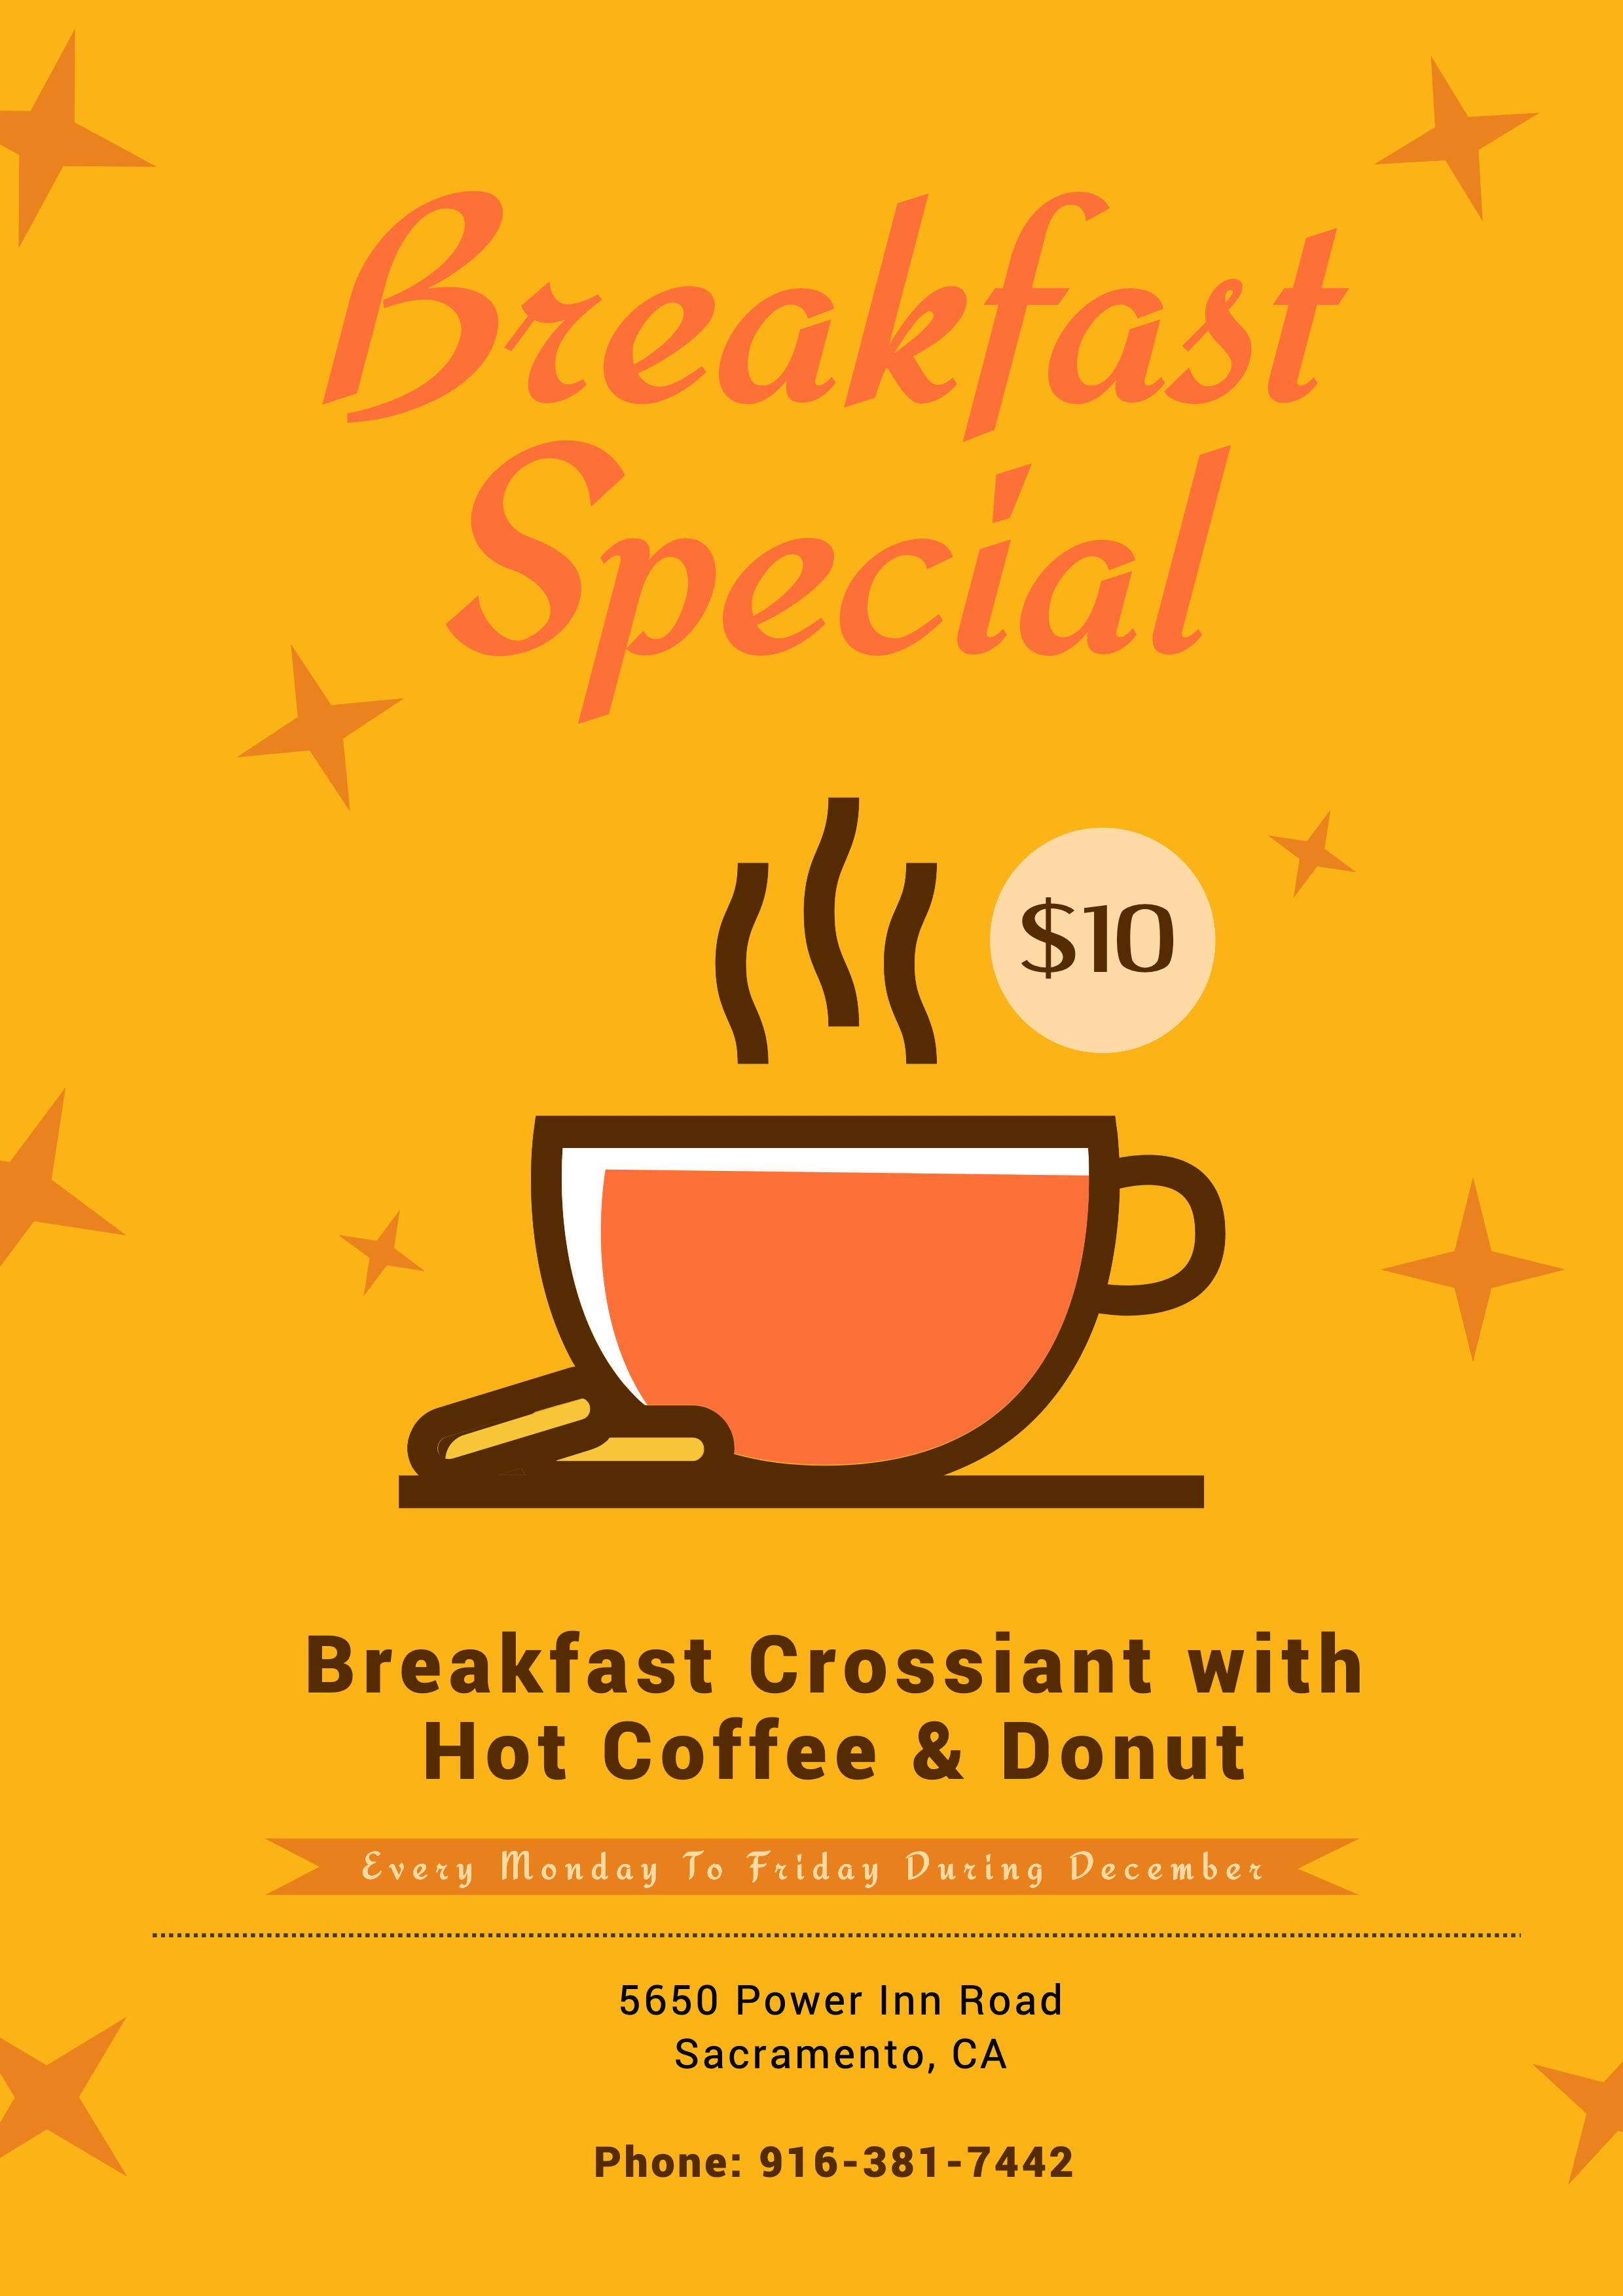 Breakfast
Special
$10
Breakfast Crossiant with
Hot Coffee & Donut
Every Monday To Friday During December
5650 Power Inn Road
Sacramento, CA
Phone: 916-381-7442